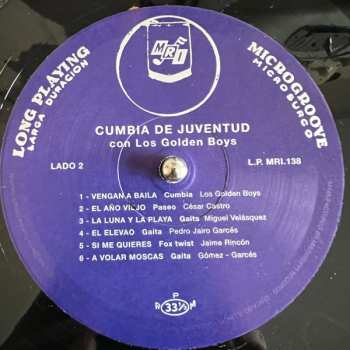 MRI
LONG PLAYING
LARGA DURACION
MICROGROOVE
MICROSURCO
CUMBIA DE JUVENTUD
con Los Golden Boys
LADO 2
L.P. MRI.138
1 - VENGAN A BAILA Cumbia Los Golden Boys
2 - EL AÑO VIEJO Paseo César Castro
3 - LA LUNA Y LA PLAYA Gaita Miguel Velásquez
4 - EL ELEVAO Gaita Pedro Jairo Garcés
5 - SI ME QUIERES Fox twist Jaime Rincón
6 - A VOLAR MOSCAS Gaita Gómez - Garcés
R P M
33⅓